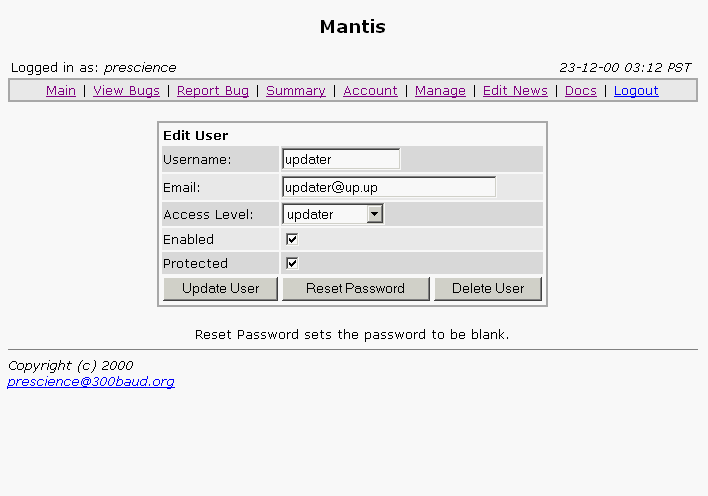 Mantis
Logged in as: prescience 23-12-00 03:12 PST
Main | View Bugs | Report Bug | Summary | Account | Manage | Edit News | Docs | Logout
Edit User
Username: updater
Email: updater@up.up
Access Level: updater
Enabled
Protected
Update User Reset Password Delete User
Reset Password sets the password to be blank.
Copyright (c) 2000
prescience@300baud.org